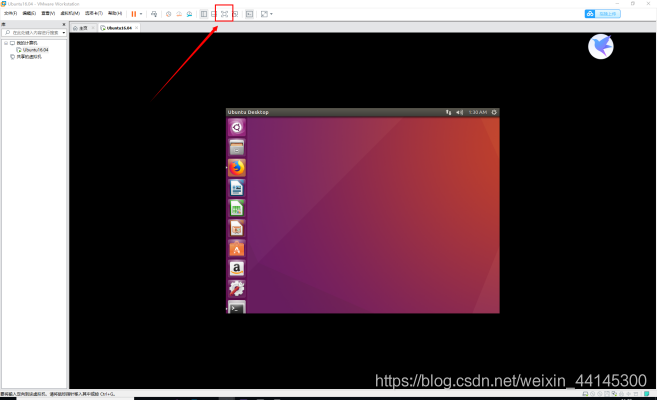 Ubuntu16.04 - VMware Workstation
文件(F) 编辑(E) 查看(V) 虚拟机(M) 选项卡(T) 帮助(H)
库
在此处键入内容进行搜索
主页
Ubuntu16.04
我的计算机
Ubuntu16.04
共享的虚拟机
Ubuntu Desktop
1:30 AM
https://blog.csdn.net/weixin_44145300
要将输入定向到该虚拟机，请将鼠标指针移入其中或按 Ctrl+G。